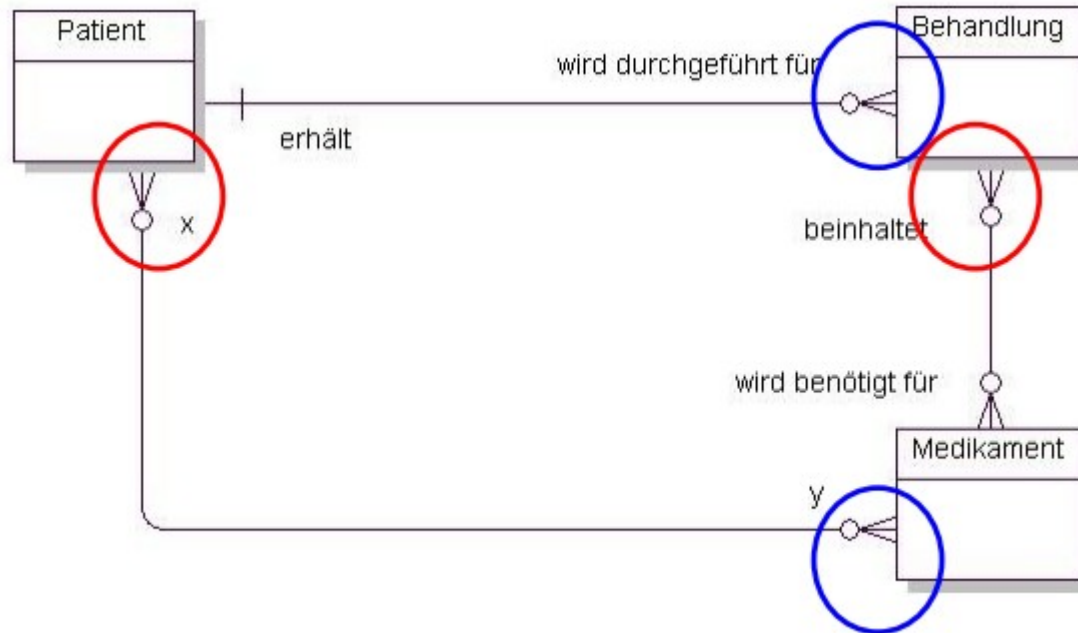 Patient
Behandlung
wird durchgeführt für
erhält
x
beinhaltet
wird benötigt für
Medikament
y